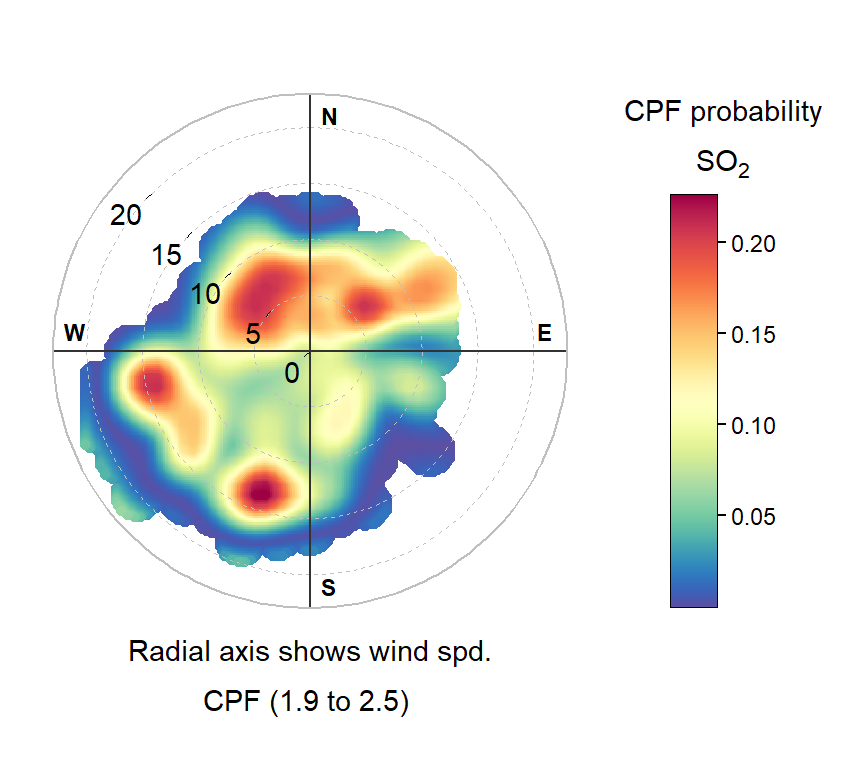 CPF probability
SO₂
N
20
15
10
5
0
W
E
S
0.20
0.15
0.10
0.05
Radial axis shows wind spd.
CPF (1.9 to 2.5)